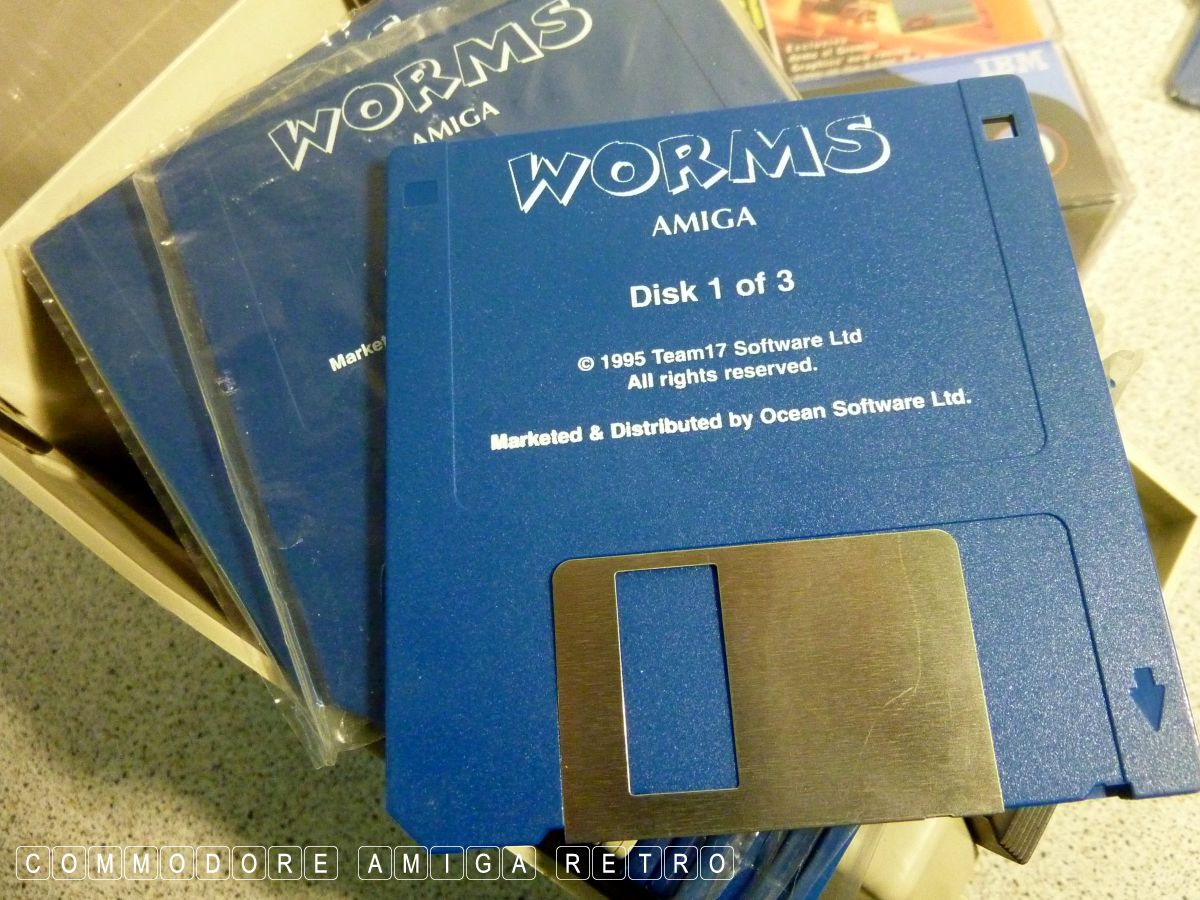 WORMS
AMIGA
Market
IBM
WORMS
AMIGA
Disk 1 of 3
© 1995 Team17 Software Ltd
All rights reserved.
Marketed & Distributed by Ocean Software Ltd.
COMMODORE AMIGA RETRO